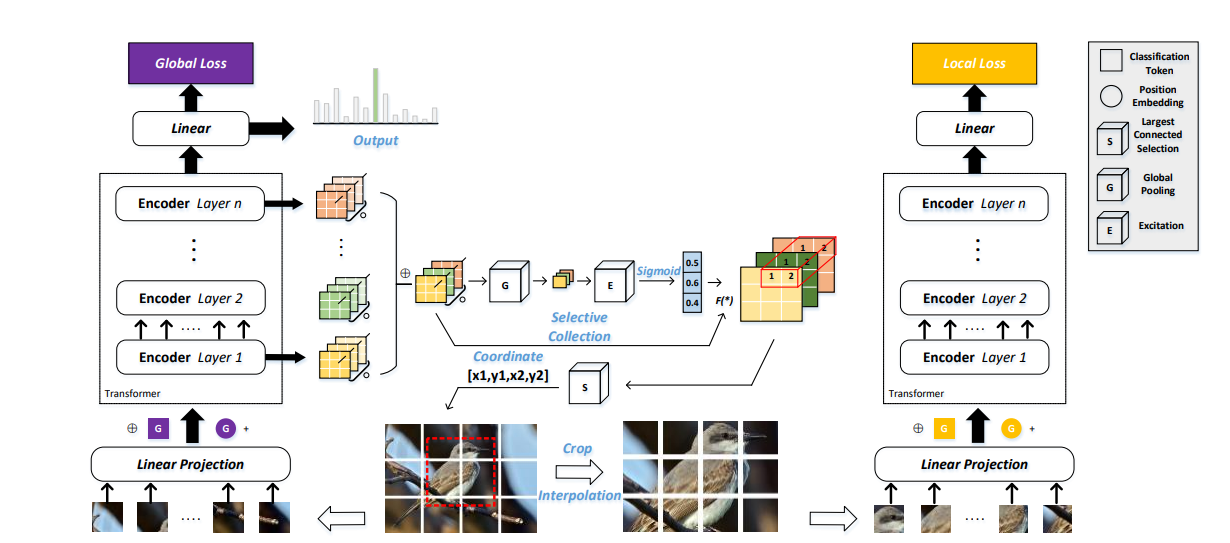 Global Loss
Linear
Output
Encoder Layer n
Encoder Layer 2
Encoder Layer 1
Transformer
G
G
+
Linear Projection
G
E
Sigmoid
0.5
0.6
0.4
F(*)
1 2
1 2
1 2
Selective
Collection
Coordinate
[x1,y1,x2,y2]
S
Crop
Interpolation
Local Loss
Linear
Encoder Layer n
Encoder Layer 2
Encoder Layer 1
Transformer
G
G
+
Linear Projection
Classification
Token
Position
Embedding
S
Largest
Connected
Selection
G
Global
Pooling
E
Excitation